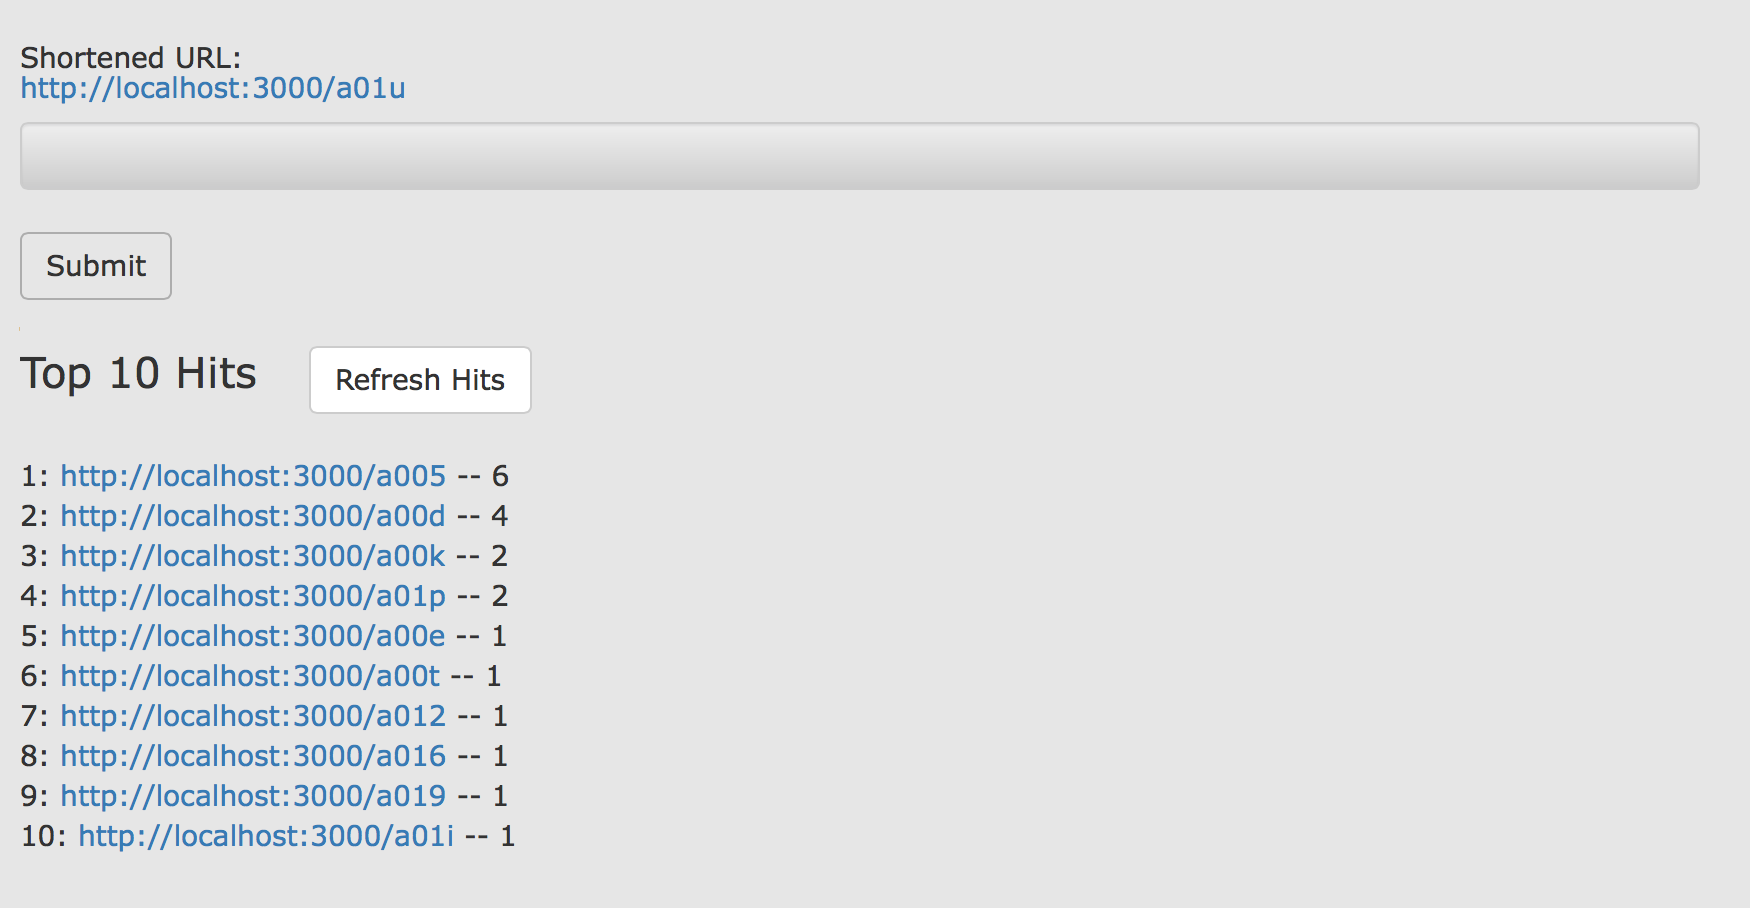 Shortened URL:
http://localhost:3000/a01u
Submit
Top 10 Hits
Refresh Hits
1: http://localhost:3000/a005 -- 6
2: http://localhost:3000/a00d -- 4
3: http://localhost:3000/a00k -- 2
4: http://localhost:3000/a01p -- 2
5: http://localhost:3000/a00e -- 1
6: http://localhost:3000/a00t -- 1
7: http://localhost:3000/a012 -- 1
8: http://localhost:3000/a016 -- 1
9: http://localhost:3000/a019 -- 1
10: http://localhost:3000/a01i -- 1